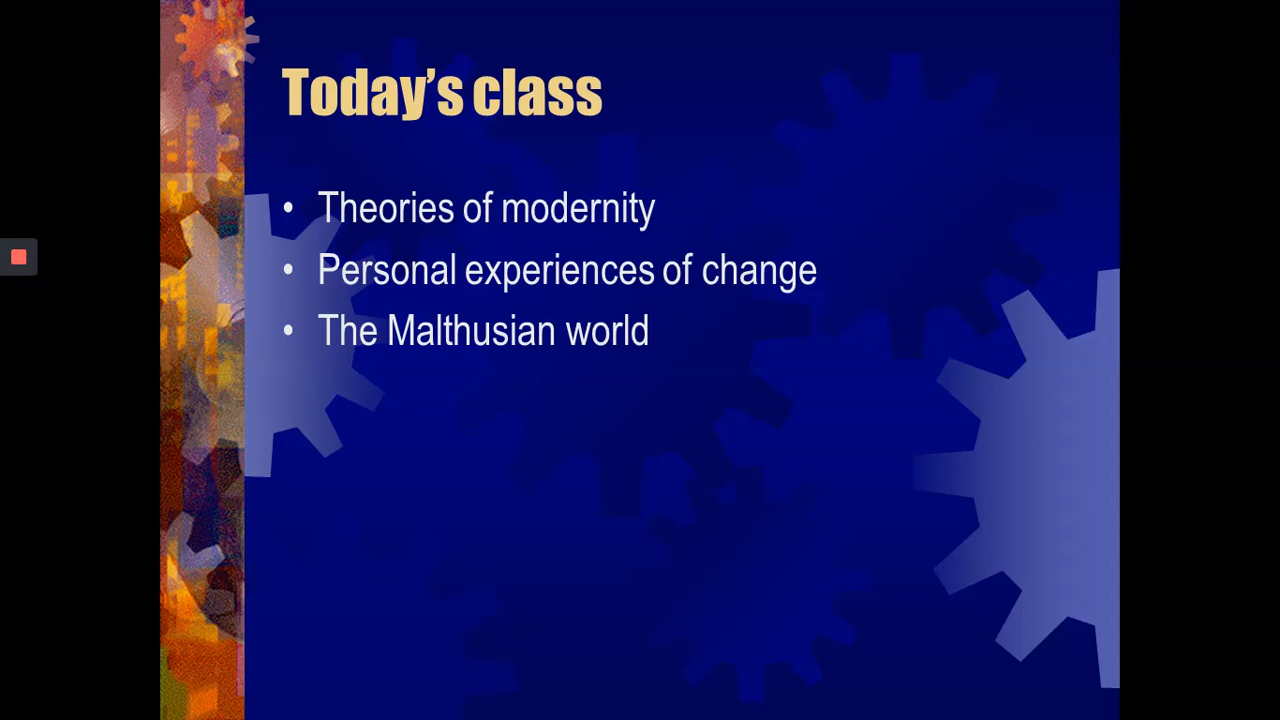 Today’s class
• Theories of modernity
• Personal experiences of change
• The Malthusian world